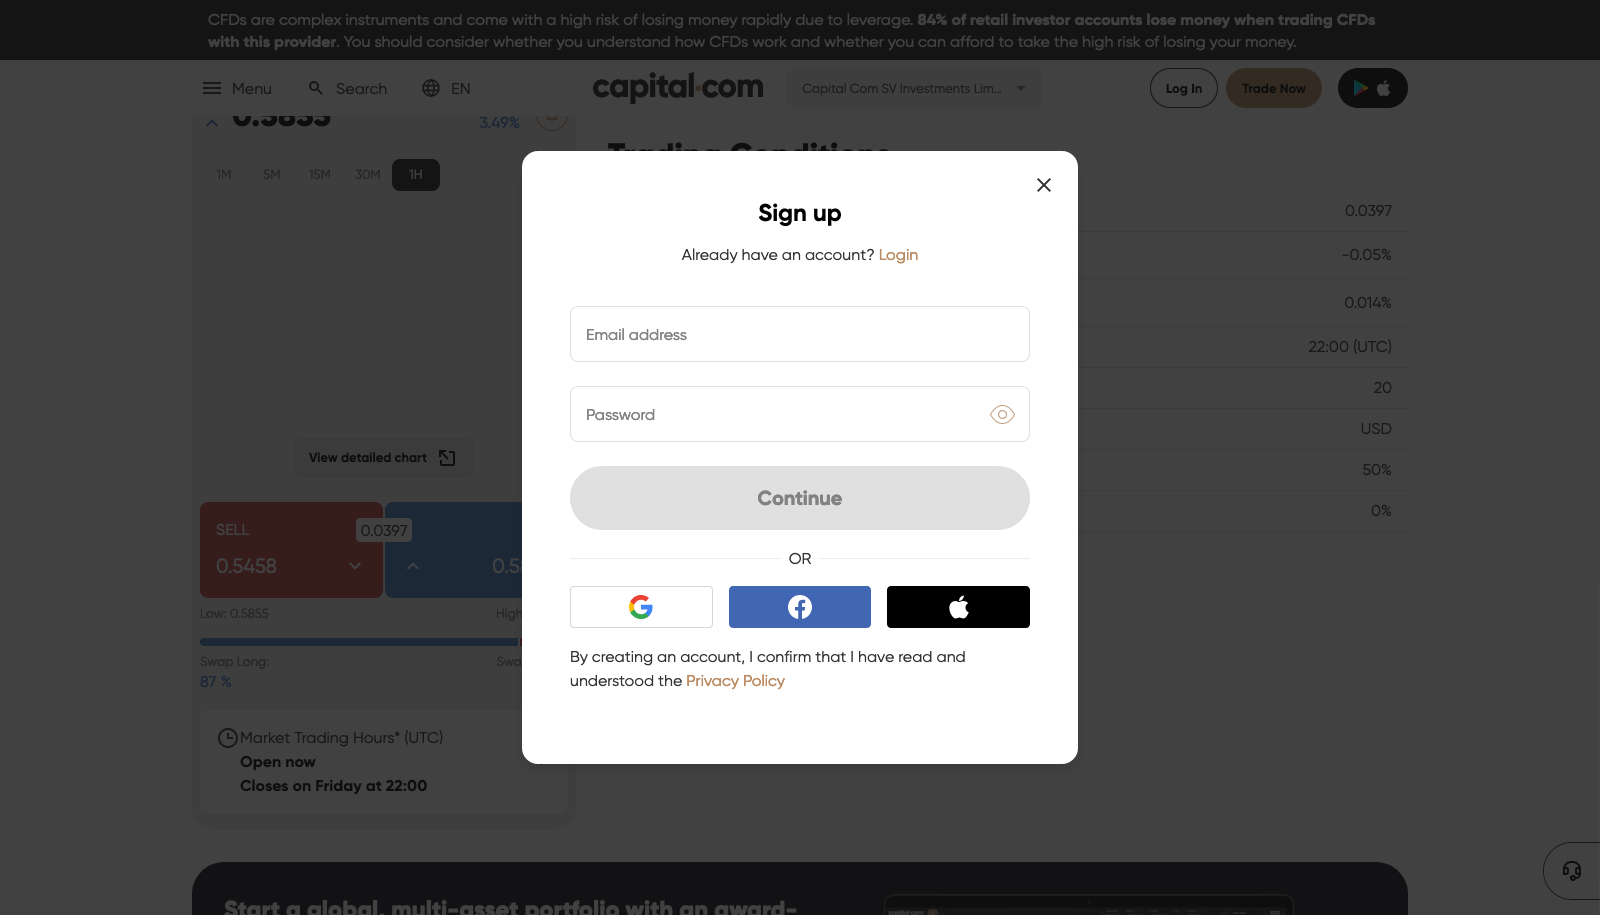 CFDs are complex instruments and come with a high risk of losing money rapidly due to leverage. 84% of retail investor accounts lose money when trading CFDs
with this provider. You should consider whether you understand how CFDs work and whether you can afford to take the high risk of losing your money.
Menu
Search
EN
capital.com
Capital Com SV Investments Lim...
Log In
Trade Now
0.5855
3.49%
1M
5M
15M
30M
1H
View detailed chart
SELL
0.0397
0.5458
Low: 0.5855
High
Swap Long:
87 %
Market Trading Hours* (UTC)
Open now
Closes on Friday at 22:00
Trading Conditions
0.0397
-0.05%
0.014%
22:00 (UTC)
20
USD
50%
0%
Sign up
Already have an account? Login
Email address
Password
Continue
OR
By creating an account, I confirm that I have read and
understood the Privacy Policy
Start a global, multi-asset portfolio with an award-
capital.com